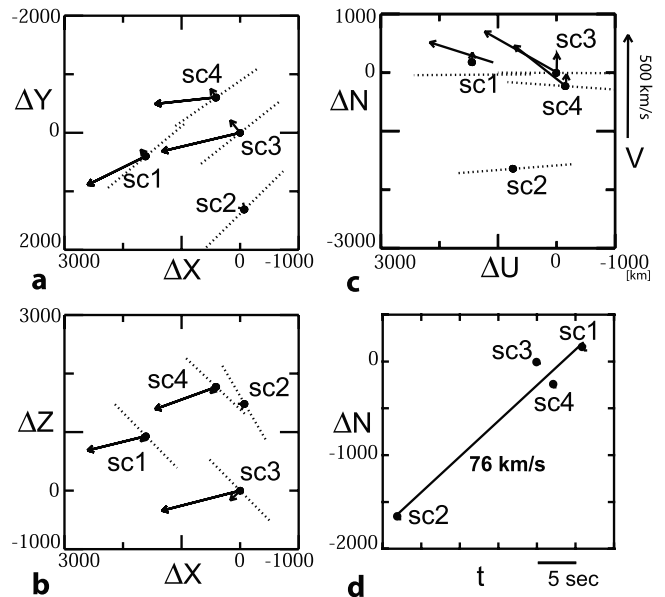 -2000
ΔY
0
2000
sc4
sc3
sc1
sc2
3000
0
-1000
a
ΔX
1000
ΔN
0
-3000
sc3
sc1
sc4
sc2
500 km/s
V
3000
0
-1000
[km]
c
ΔU
3000
ΔZ
0
-1000
sc4
sc2
sc1
sc3
3000
0
-1000
b
ΔX
0
ΔN
-1000
-2000
sc1
sc3
sc4
76 km/s
sc2
d
t
5 sec